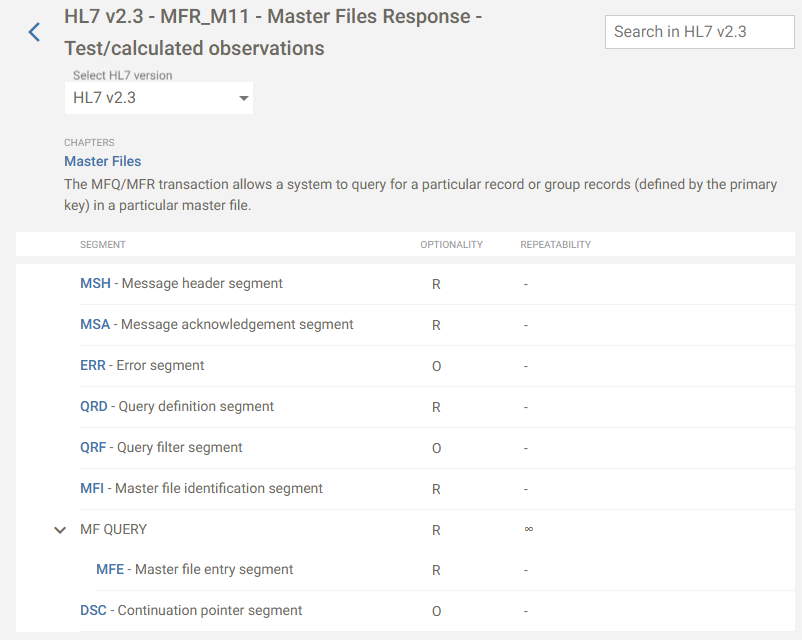 HL7 v2.3 - MFR_M11 - Master Files Response -
Test/calculated observations
Search in HL7 v2.3
Select HL7 version
HL7 v2.3
CHAPTERS
Master Files
The MFQ/MFR transaction allows a system to query for a particular record or group records (defined by the primary
key) in a particular master file.
SEGMENT OPTIONALITY REPEATABILITY
MSH - Message header segment R -
MSA - Message acknowledgement segment R -
ERR - Error segment O -
QRD - Query definition segment R -
QRF - Query filter segment O -
MFI - Master file identification segment R -
MF QUERY R ∞
MFE - Master file entry segment R -
DSC - Continuation pointer segment O -